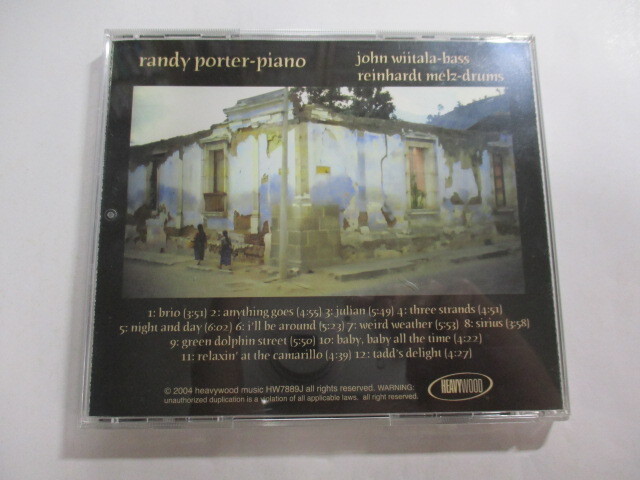 randy porter-piano
john wiitala-bass
reinhardt melz-drums
1: brio (3:51) 2: anything goes (4:55) 3: julian (5:49) 4: three strands (4:51)
5: night and day (6:02) 6: i'll be around (5:23) 7: weird weather (5:53) 8: sirius (3:58)
9: green dolphin street (5:50) 10: baby, baby all the time (4:22)
11: relaxin' at the camarillo (4:39) 12: tadd's delight (4:27)
© 2004 heavywood music HW7889J all rights reserved. WARNING:
unauthorized duplication is a violation of all applicable laws. all right reserved.
HEAVYWOOD